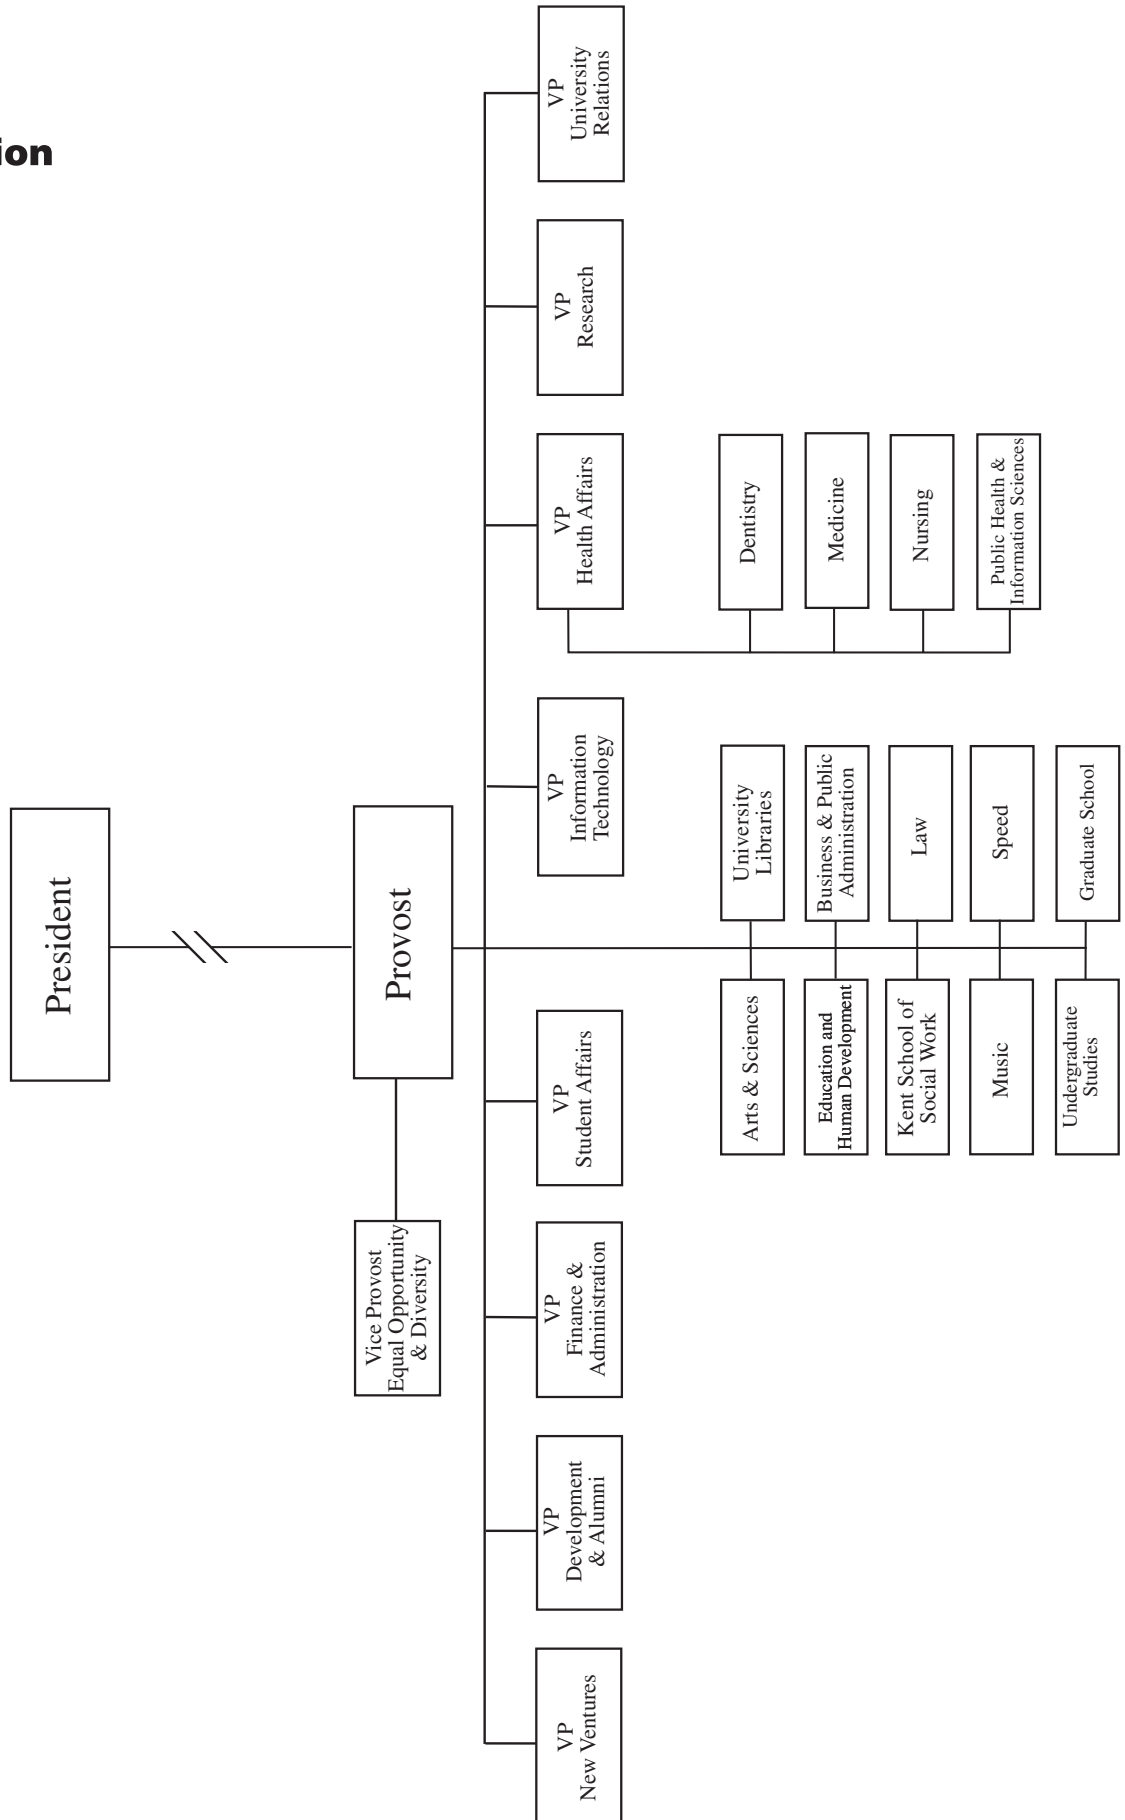 ion
President
Provost
Vice Provost
Equal Opportunity
& Diversity
VP
New Ventures
VP
Development
& Alumni
VP
Finance &
Administration
VP
Student Affairs
VP
Information
Technology
VP
Health Affairs
VP
Research
VP
University
Relations
Arts & Sciences
University
Libraries
Education and
Human Development
Business & Public
Administration
Kent School of
Social Work
Law
Music
Speed
Undergraduate
Studies
Graduate School
Dentistry
Medicine
Nursing
Public Health &
Information Sciences